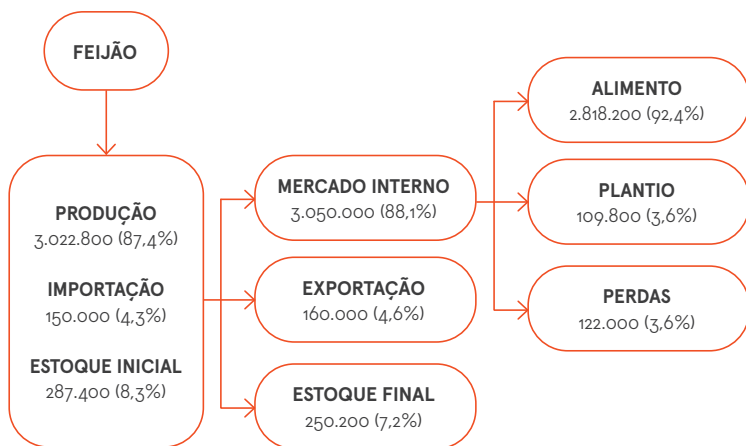 FEIJÃO
PRODUÇÃO
3.022.800 (87,4%)
IMPORTAÇÃO
150.000 (4,3%)
ESTOQUE INICIAL
287.400 (8,3%)
MERCADO INTERNO
3.050.000 (88,1%)
EXPORTAÇÃO
160.000 (4,6%)
ESTOQUE FINAL
250.200 (7,2%)
ALIMENTO
2.818.200 (92,4%)
PLANTIO
109.800 (3,6%)
PERDAS
122.000 (3,6%)